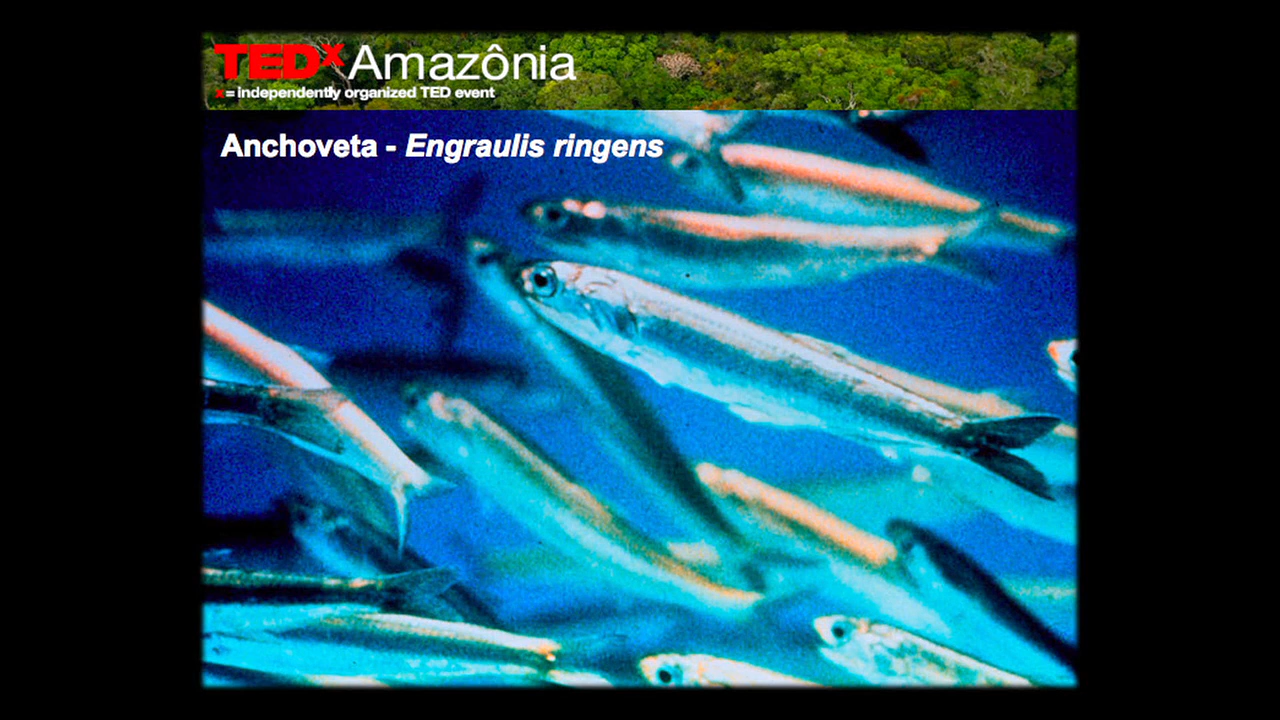 TEDxAmazônia
x = independently organized TED event
Anchoveta - Engraulis ringens